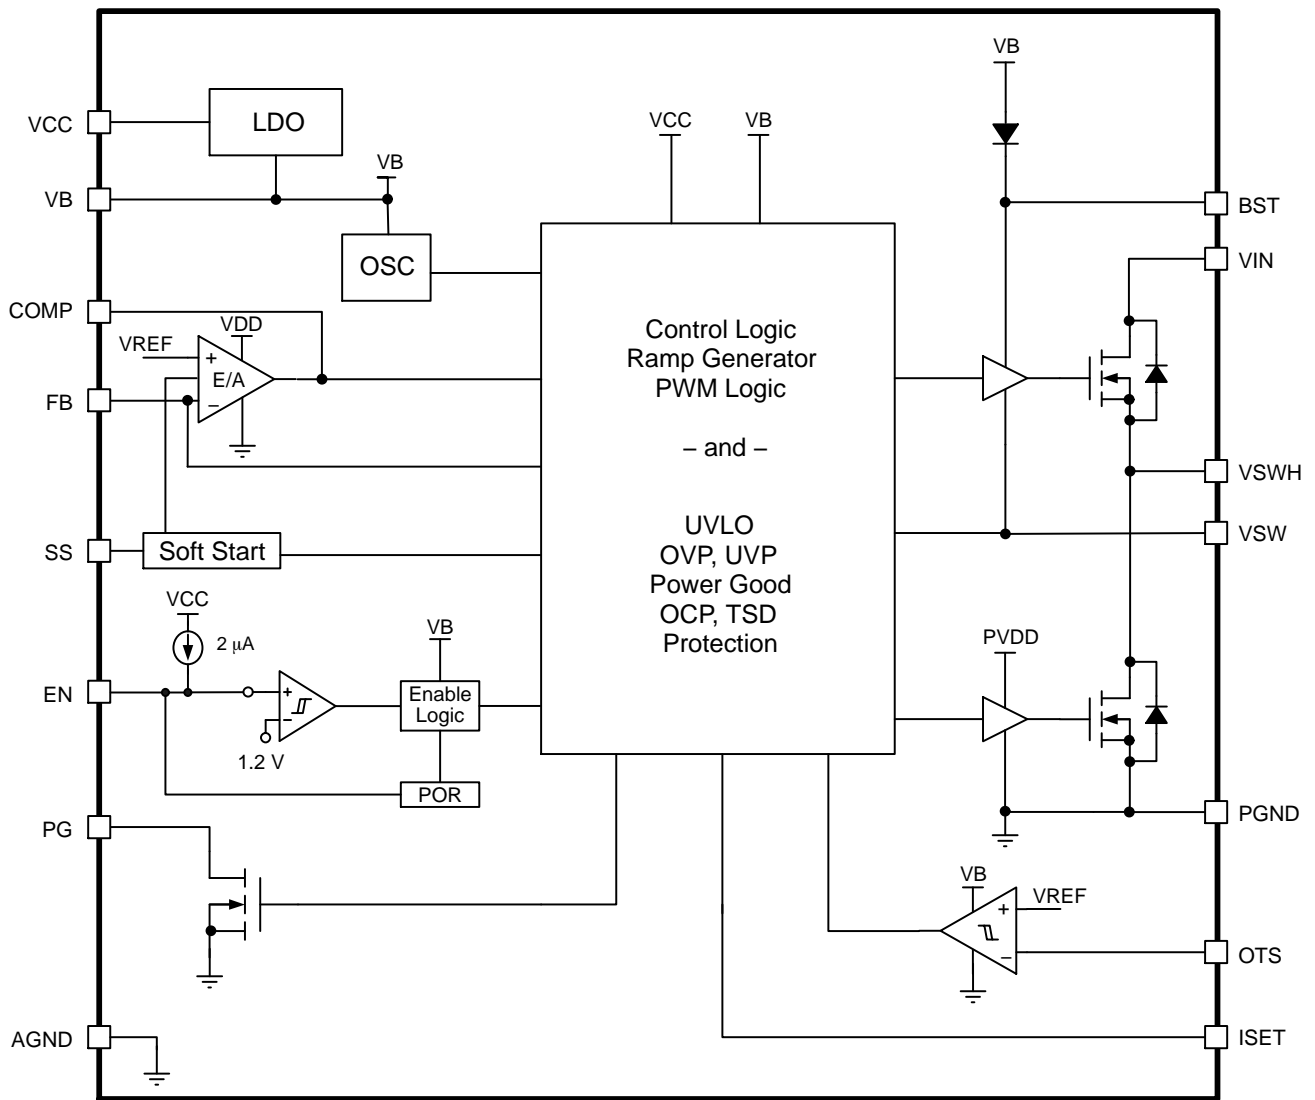 VB
VCC
LDO
VCC
VB
VB
VB
BST
OSC
VIN
COMP
VDD
VREF
+
E/A
–
FB
Control Logic
Ramp Generator
PWM Logic
– and –
UVLO
OVP, UVP
Power Good
OCP, TSD
Protection
VSWH
VSW
SS
Soft Start
VCC
2 μA
VB
PVDD
EN
+
–
1.2 V
Enable
Logic
POR
PG
PGND
VB
+
VREF
–
OTS
AGND
ISET